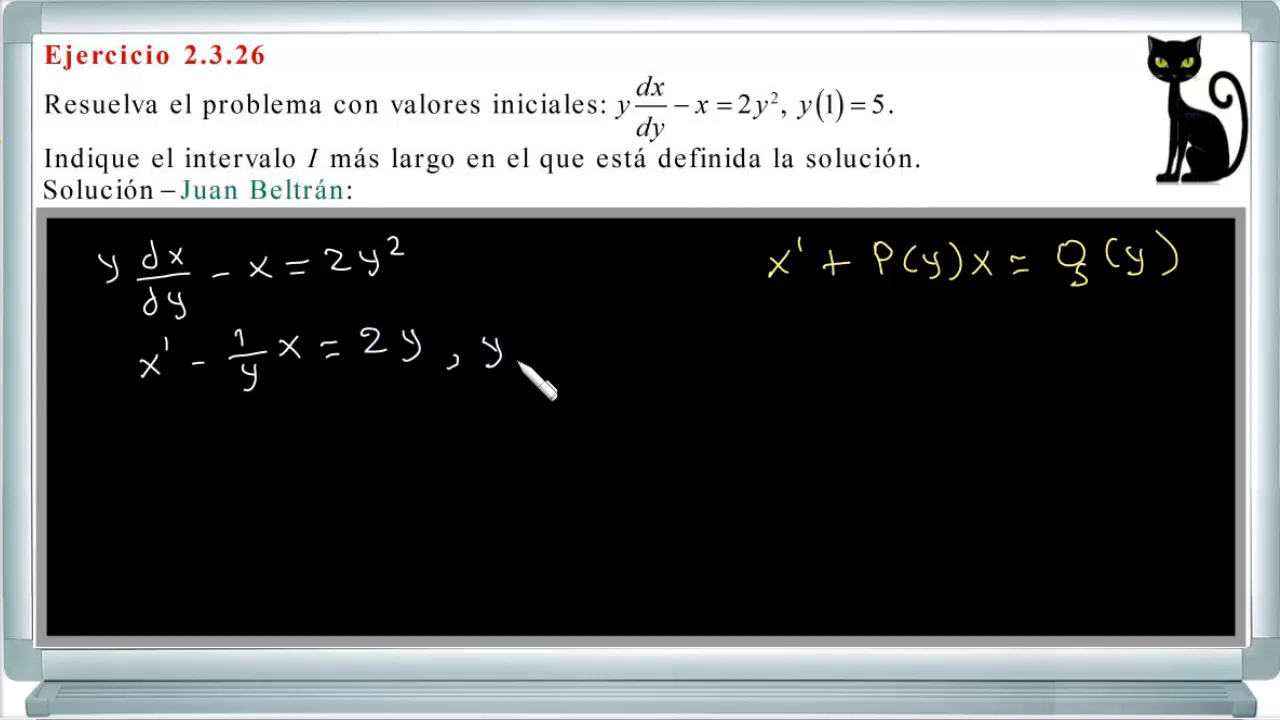 Ejercicio 2.3.26
Resuelva el problema con valores iniciales: y dx/dy − x = 2y², y(1) = 5.
Indique el intervalo I más largo en el que está definida la solución.
Solución – Juan Beltrán:
y dx/dy − x = 2y²
x' + P(y)x = Q(y)
x' − 1/y x = 2y , y